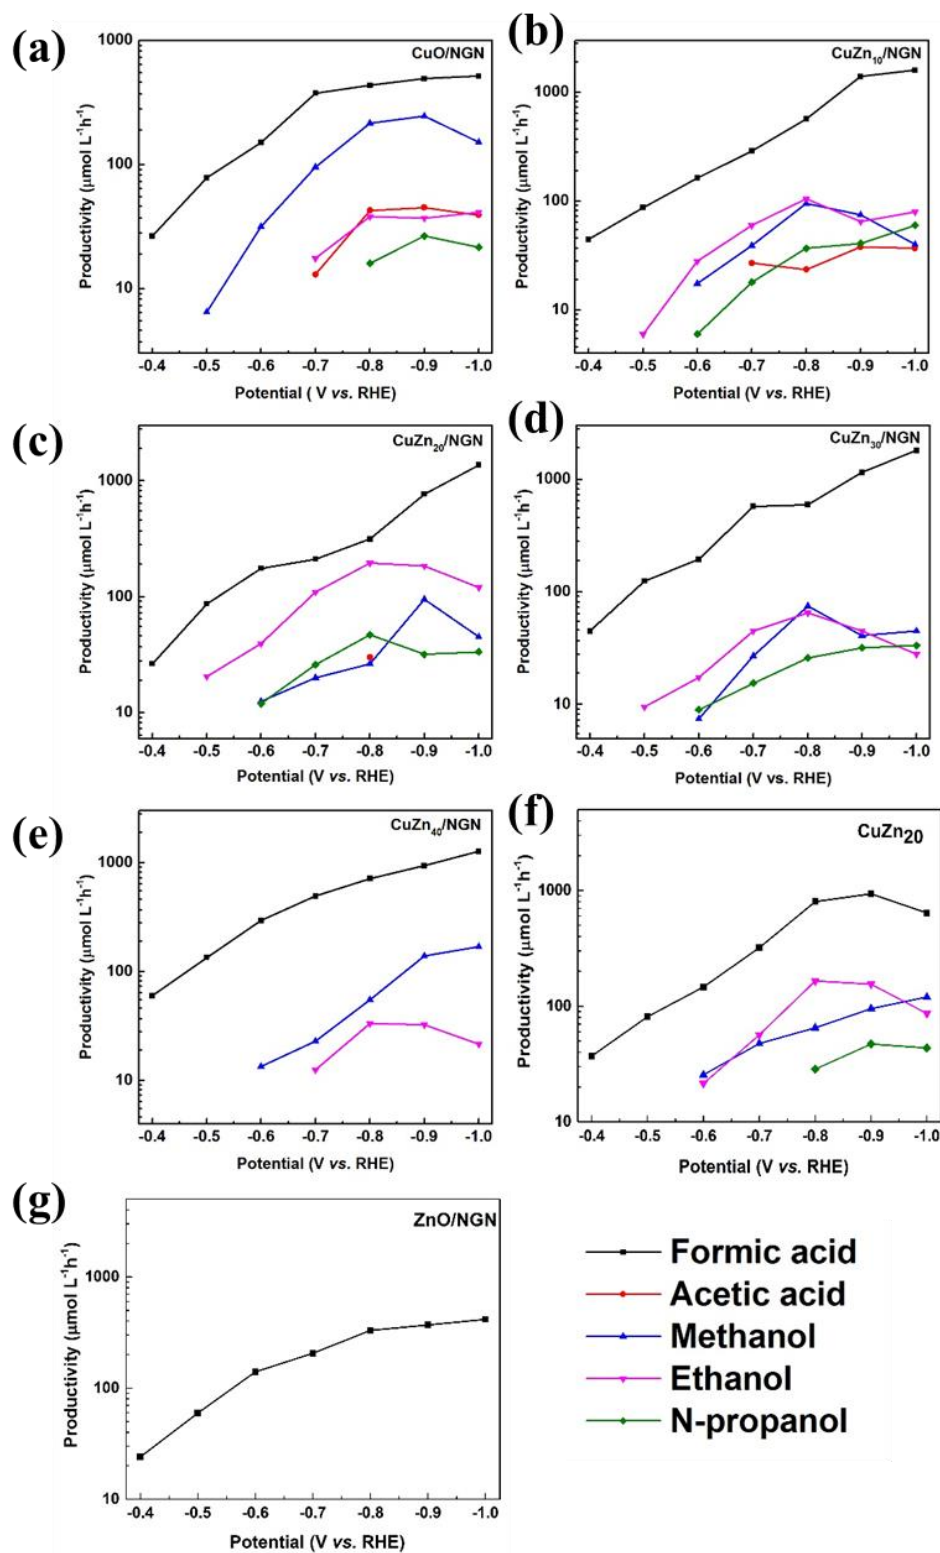 (a)
CuO/NGN
1000
100
10
Productivity (μmol L⁻¹h⁻¹)
-0.4 -0.5 -0.6 -0.7 -0.8 -0.9 -1.0
Potential ( V vs. RHE)
(b)
CuZn₁₀/NGN
1000
100
10
Productivity (μmol L⁻¹h⁻¹)
-0.4 -0.5 -0.6 -0.7 -0.8 -0.9 -1.0
Potential (V vs. RHE)
(c)
CuZn₂₀/NGN
1000
100
10
Productivity (μmol L⁻¹h⁻¹)
-0.4 -0.5 -0.6 -0.7 -0.8 -0.9 -1.0
Potential (V vs. RHE)
(d)
CuZn₃₀/NGN
1000
100
10
Productivity (μmol L⁻¹h⁻¹)
-0.4 -0.5 -0.6 -0.7 -0.8 -0.9 -1.0
Potential (V vs. RHE)
(e)
CuZn₄₀/NGN
1000
100
10
Productivity (μmol L⁻¹h⁻¹)
-0.4 -0.5 -0.6 -0.7 -0.8 -0.9 -1.0
Potential (V vs. RHE)
(f)
CuZn₂₀
1000
100
10
Productivity (μmol L⁻¹h⁻¹)
-0.4 -0.5 -0.6 -0.7 -0.8 -0.9 -1.0
Potential (V vs. RHE)
(g)
ZnO/NGN
1000
100
10
Productivity (μmol L⁻¹h⁻¹)
-0.4 -0.5 -0.6 -0.7 -0.8 -0.9 -1.0
Potential (V vs. RHE)
Formic acid
Acetic acid
Methanol
Ethanol
N-propanol